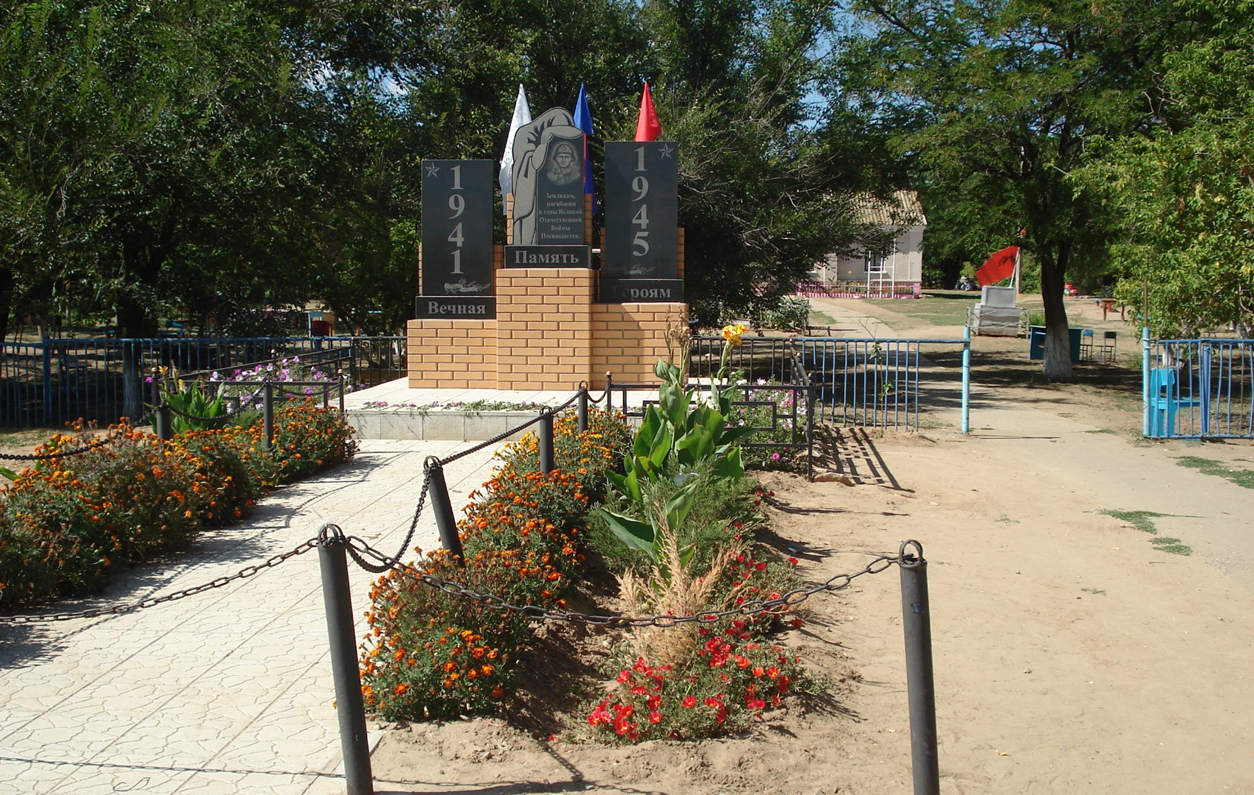 1941
Вечная
Землякам,
погибшим
в годы Великой
Отечественной
Войны
Посвящается
Память
1945
Героям